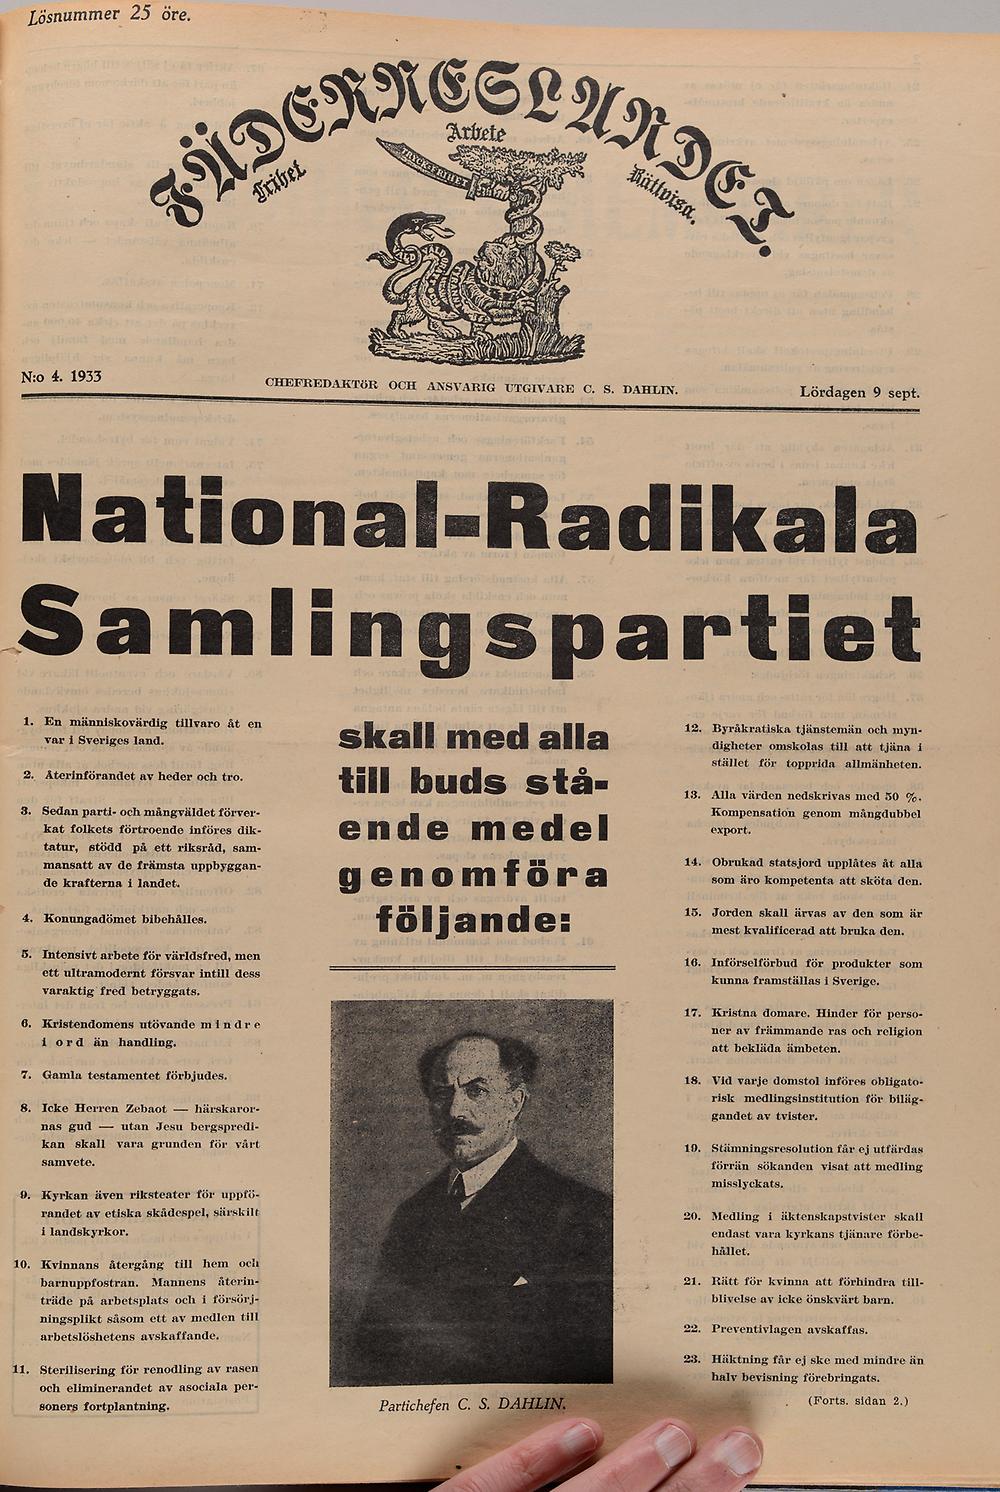 Lösnummer 25 öre.
FÄDERNESLANDET.
Frihet
Arbete
Rättvisa.
N:o 4. 1933
CHEFREDAKTÖR OCH ANSVARIG UTGIVARE C. S. DAHLIN.
Lördagen 9 sept.
National-Radikala
Samlingspartiet
1. En människovärdig tillvaro åt en
var i Sveriges land.
2. Återinförandet av heder och tro.
3. Sedan parti- och mångväldet förver-
kat folkets förtroende införes dik-
tatur, stödd på ett riksråd, sam-
mansatt av de främsta uppbyggan-
de krafterna i landet.
4. Konungadömet bibehålles.
5. Intensivt arbete för världsfred, men
ett ultramodernt försvar intill dess
varaktig fred betryggats.
6. Kristendomens utövande mindre
i ord än handling.
7. Gamla testamentet förbjudes.
8. Icke Herren Zebaot — härskaror-
nas gud — utan Jesu bergspredi-
kan skall vara grunden för vårt
samvete.
9. Kyrkan även riksteater för uppfö-
randet av etiska skådespel, särskilt
i landskyrkor.
10. Kvinnans återgång till hem och
barnuppfostran. Mannens återin-
träde på arbetsplats och i försörj-
ningsplikt såsom ett av medlen till
arbetslöshetens avskaffande.
11. Sterilisering för renodling av rasen
och eliminerandet av asociala per-
soners fortplantning.
skall med alla
till buds stå-
ende medel
genomföra
följande:
Partichefen C. S. DAHLIN.
12. Byråkratiska tjänstemän och myn-
digheter omskolas till att tjäna i
stället för topprida allmänheten.
13. Alla värden nedskrivas med 50 %.
Kompensation genom mångdubbel
export.
14. Obrukad statsjord upplåtes åt alla
som äro kompetenta att sköta den.
15. Jorden skall ärvas av den som är
mest kvalificerad att bruka den.
16. Införselförbud för produkter som
kunna framställas i Sverige.
17. Kristna domare. Hinder för perso-
ner av främmande ras och religion
att bekläda ämbeten.
18. Vid varje domstol införes obligato-
risk medlingsinstitution för biläg-
gandet av tvister.
19. Stämningsresolution får ej utfärdas
förrän sökanden visat att medling
misslyckats.
20. Medling i äktenskapstvister skall
endast vara kyrkans tjänare förbe-
hållet.
21. Rätt för kvinna att förhindra till-
blivelse av icke önskvärt barn.
22. Preventivlagen avskaffas.
23. Häktning får ej ske med mindre än
halv bevisning förebringats.
(Forts. sidan 2.)